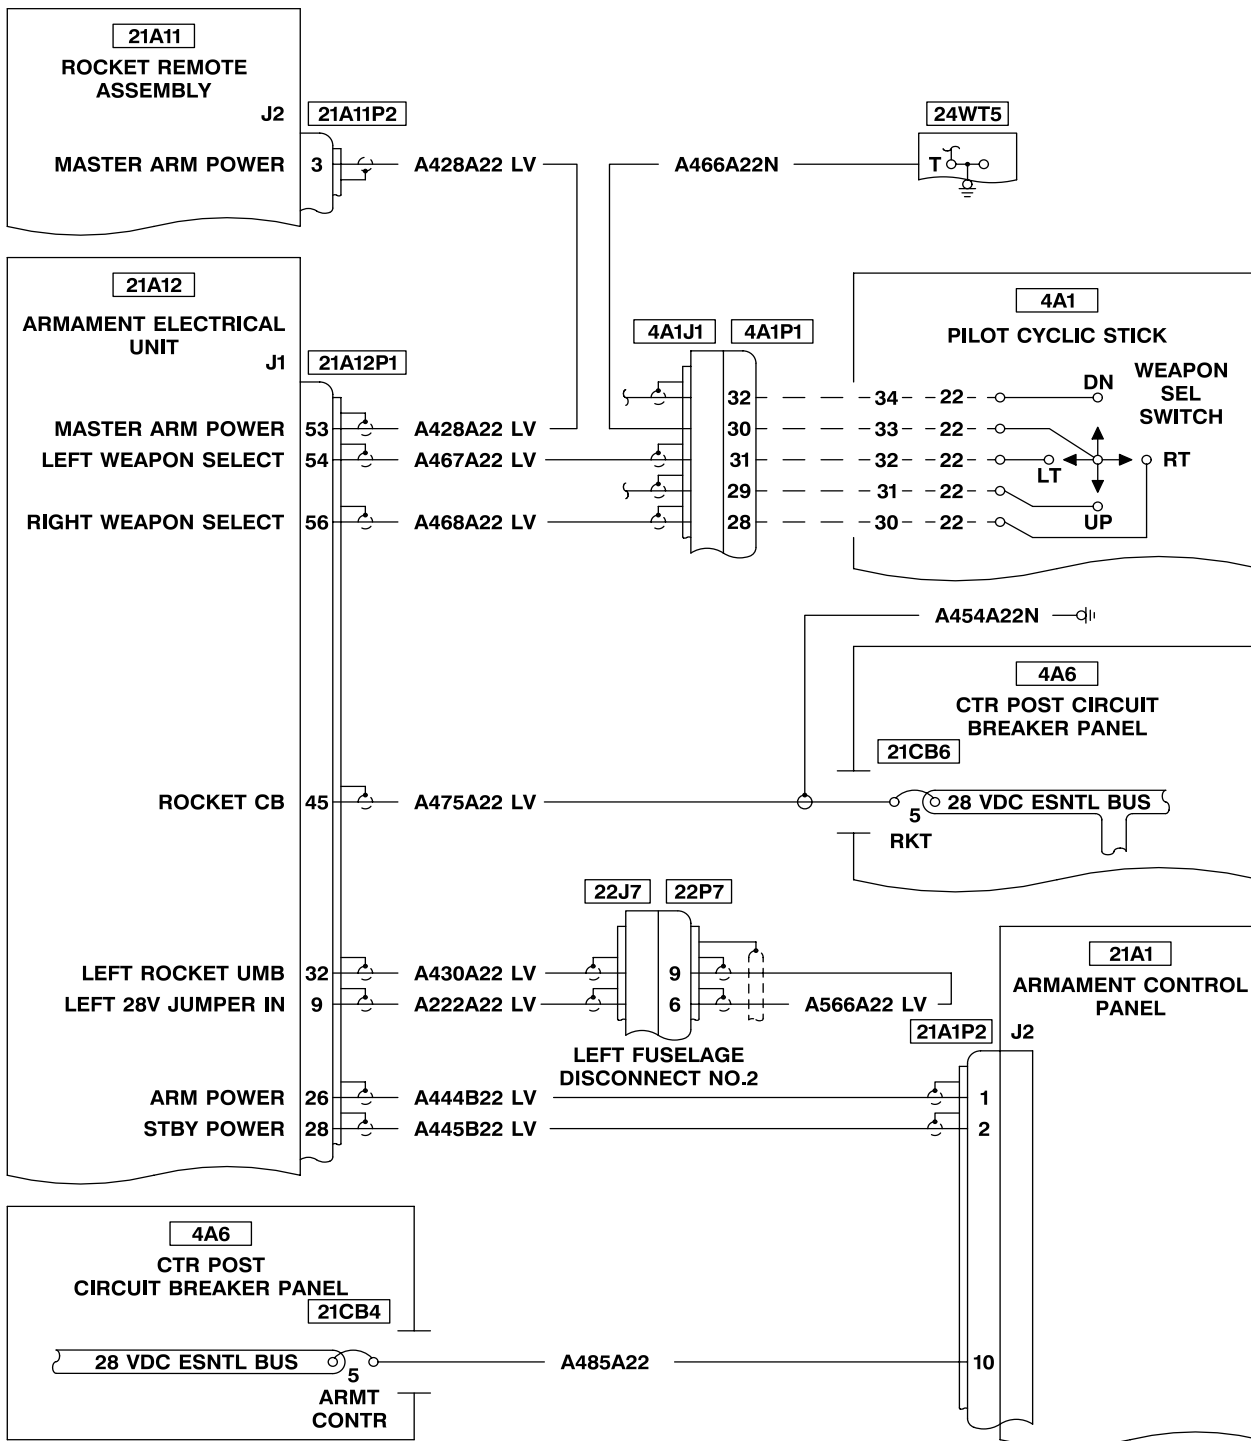 21A11
ROCKET REMOTE
ASSEMBLY
J2 21A11P2
MASTER ARM POWER 3 A428A22 LV
A466A22N
24WT5
T
21A12
ARMAMENT ELECTRICAL
UNIT
J1 21A12P1
MASTER ARM POWER 53 A428A22 LV
LEFT WEAPON SELECT 54 A467A22 LV
RIGHT WEAPON SELECT 56 A468A22 LV
4A1J1 4A1P1
4A1
PILOT CYCLIC STICK
WEAPON
SEL
SWITCH
32 34 22 DN
30 33 22
31 32 22 LT RT
29 31 22
28 30 22 UP
A454A22N
4A6
CTR POST CIRCUIT
BREAKER PANEL
21CB6
ROCKET CB 45 A475A22 LV
5 28 VDC ESNTL BUS
RKT
22J7 22P7
LEFT ROCKET UMB 32 A430A22 LV 9
LEFT 28V JUMPER IN 9 A222A22 LV 6 A566A22 LV
LEFT FUSELAGE
DISCONNECT NO.2
21A1
ARMAMENT CONTROL
PANEL
21A1P2 J2
ARM POWER 26 A444B22 LV 1
STBY POWER 28 A445B22 LV 2
4A6
CTR POST
CIRCUIT BREAKER PANEL
21CB4
28 VDC ESNTL BUS 5 A485A22 10
ARMT
CONTR